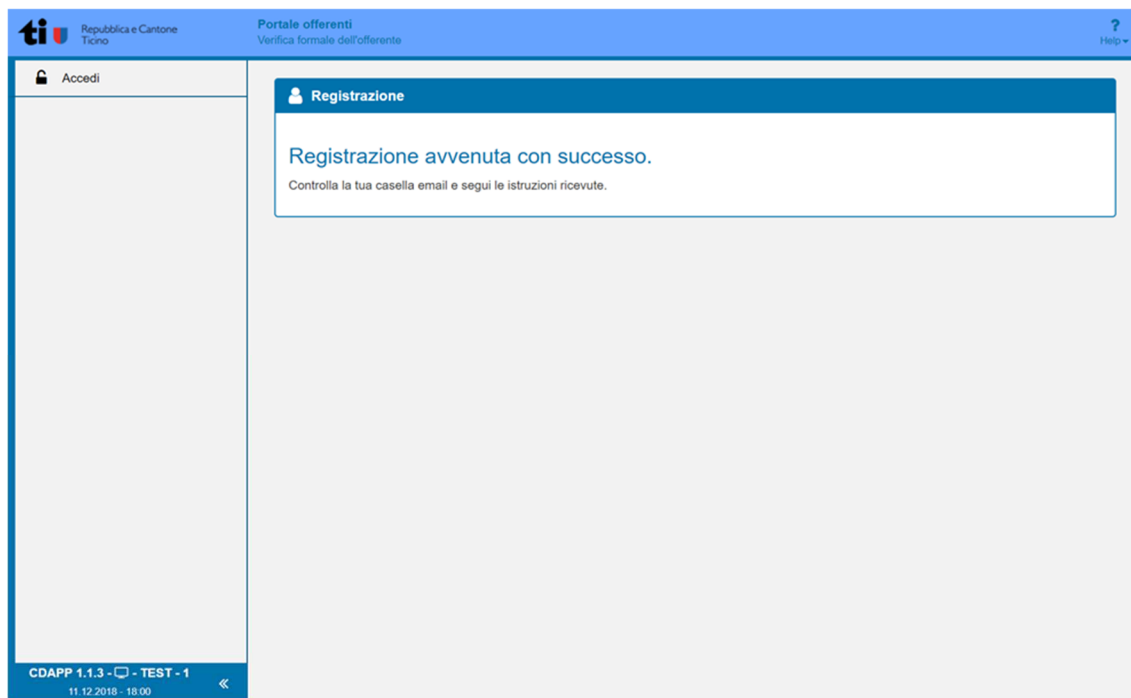 ti
Repubblica e Cantone
Ticino
Portale offerenti
Verifica formale dell'offerente
?
Help
Accedi
Registrazione
Registrazione avvenuta con successo.
Controlla la tua casella email e segui le istruzioni ricevute.
CDAPP 1.1.3 - - TEST - 1
11.12.2018 - 18:00